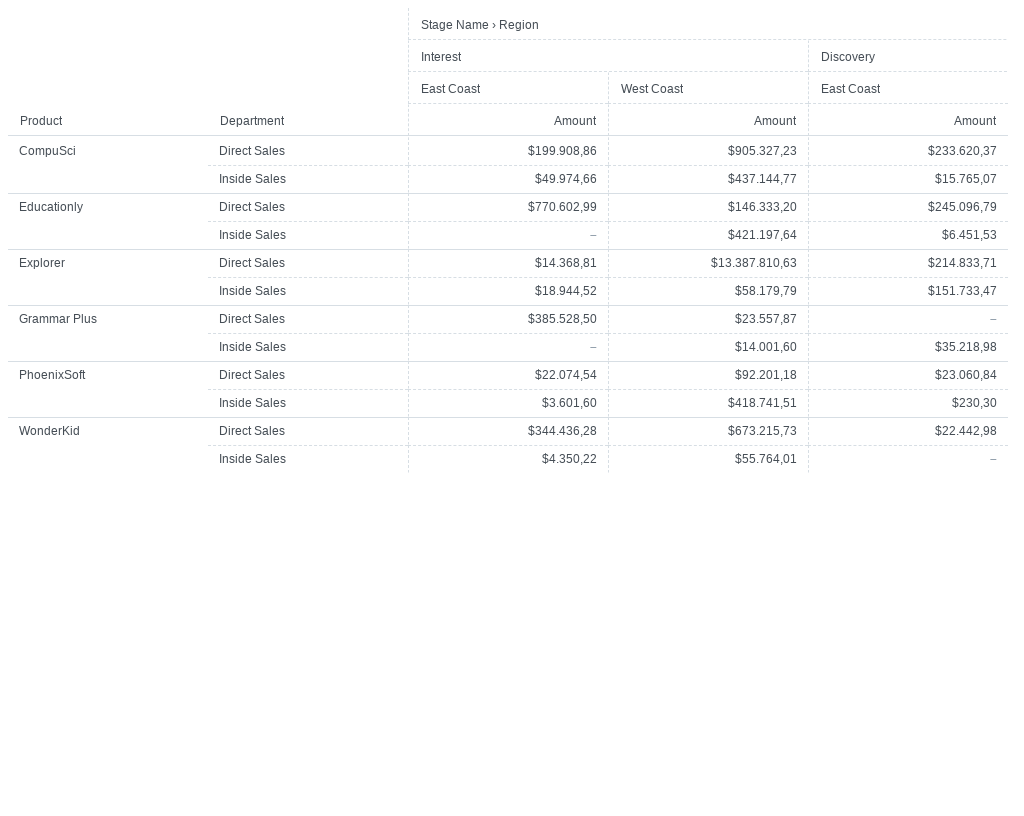 Stage Name › Region
Interest Discovery
East Coast West Coast East Coast
Product Department Amount Amount Amount
CompuSci Direct Sales $199.908,86 $905.327,23 $233.620,37
Inside Sales $49.974,66 $437.144,77 $15.765,07
Educationly Direct Sales $770.602,99 $146.333,20 $245.096,79
Inside Sales – $421.197,64 $6.451,53
Explorer Direct Sales $14.368,81 $13.387.810,63 $214.833,71
Inside Sales $18.944,52 $58.179,79 $151.733,47
Grammar Plus Direct Sales $385.528,50 $23.557,87 –
Inside Sales – $14.001,60 $35.218,98
PhoenixSoft Direct Sales $22.074,54 $92.201,18 $23.060,84
Inside Sales $3.601,60 $418.741,51 $230,30
WonderKid Direct Sales $344.436,28 $673.215,73 $22.442,98
Inside Sales $4.350,22 $55.764,01 –